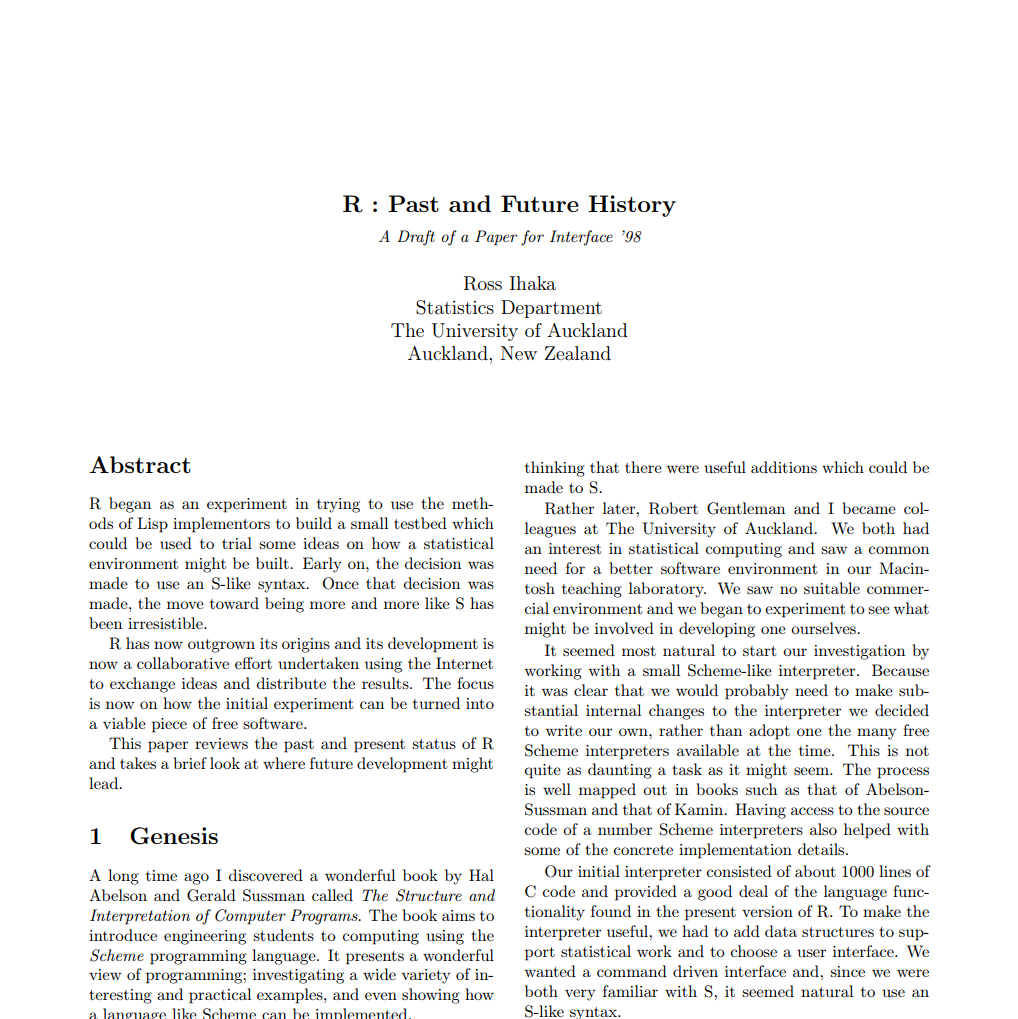 R : Past and Future History
A Draft of a Paper for Interface '98
Ross Ihaka
Statistics Department
The University of Auckland
Auckland, New Zealand
Abstract
R began as an experiment in trying to use the meth-
ods of Lisp implementors to build a small testbed which
could be used to trial some ideas on how a statistical
environment might be built. Early on, the decision was
made to use an S-like syntax. Once that decision was
made, the move toward being more and more like S has
been irresistible.
R has now outgrown its origins and its development is
now a collaborative effort undertaken using the Internet
to exchange ideas and distribute the results. The focus
is now on how the initial experiment can be turned into
a viable piece of free software.
This paper reviews the past and present status of R
and takes a brief look at where future development might
lead.
1 Genesis
A long time ago I discovered a wonderful book by Hal
Abelson and Gerald Sussman called The Structure and
Interpretation of Computer Programs. The book aims to
introduce engineering students to computing using the
Scheme programming language. It presents a wonderful
view of programming; investigating a wide variety of in-
teresting and practical examples, and even showing how
a language like Scheme can be implemented.
thinking that there were useful additions which could be
made to S.
Rather later, Robert Gentleman and I became col-
leagues at The University of Auckland. We both had
an interest in statistical computing and saw a common
need for a better software environment in our Macin-
tosh teaching laboratory. We saw no suitable commer-
cial environment and we began to experiment to see what
might be involved in developing one ourselves.
It seemed most natural to start our investigation by
working with a small Scheme-like interpreter. Because
it was clear that we would probably need to make sub-
stantial internal changes to the interpreter we decided
to write our own, rather than adopt one the many free
Scheme interpreters available at the time. This is not
quite as daunting a task as it might seem. The process
is well mapped out in books such as that of Abelson-
Sussman and that of Kamin. Having access to the source
code of a number Scheme interpreters also helped with
some of the concrete implementation details.
Our initial interpreter consisted of about 1000 lines of
C code and provided a good deal of the language func-
tionality found in the present version of R. To make the
interpreter useful, we had to add data structures to sup-
port statistical work and to choose a user interface. We
wanted a command driven interface and, since we were
both very familiar with S, it seemed natural to use an
S-like syntax.